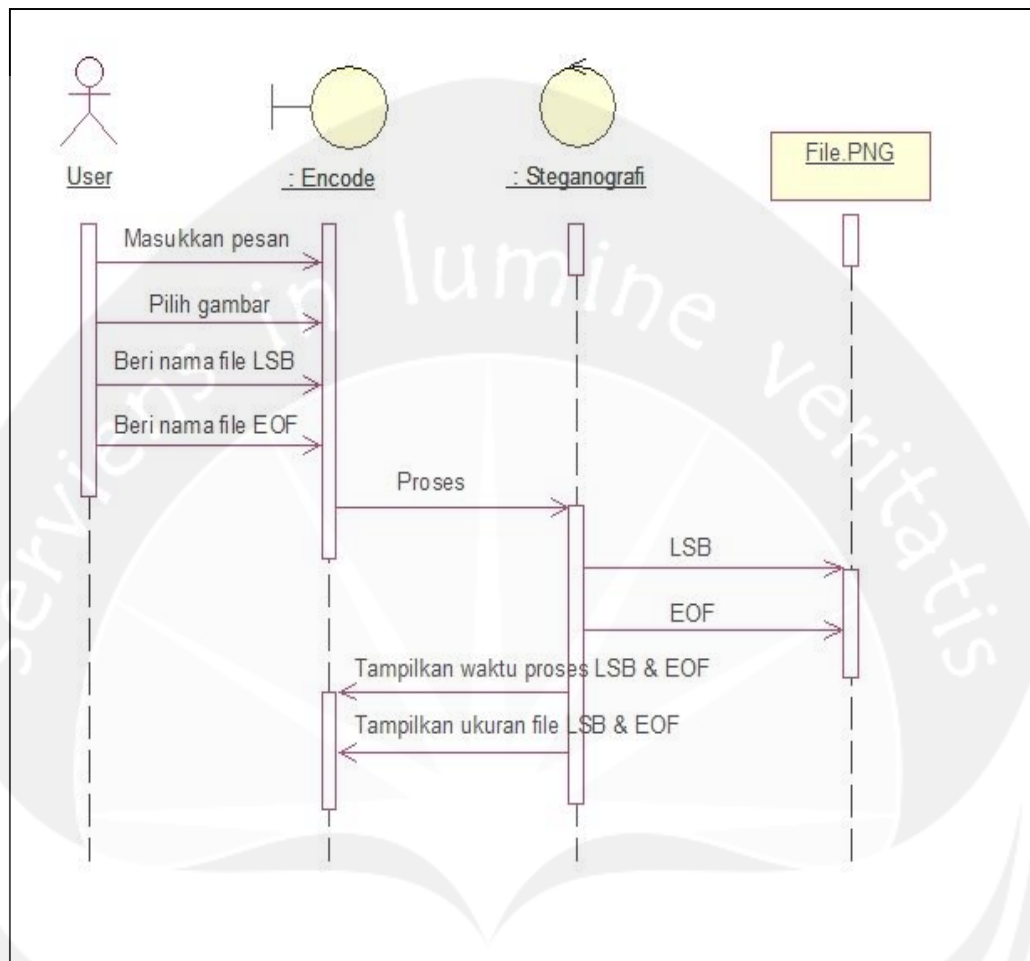 User
: Encode
: Steganografi
File.PNG
Masukkan pesan
Pilih gambar
Beri nama file LSB
Beri nama file EOF
Proses
LSB
EOF
Tampilkan waktu proses LSB & EOF
Tampilkan ukuran file LSB & EOF
serviens in lumine veritatis